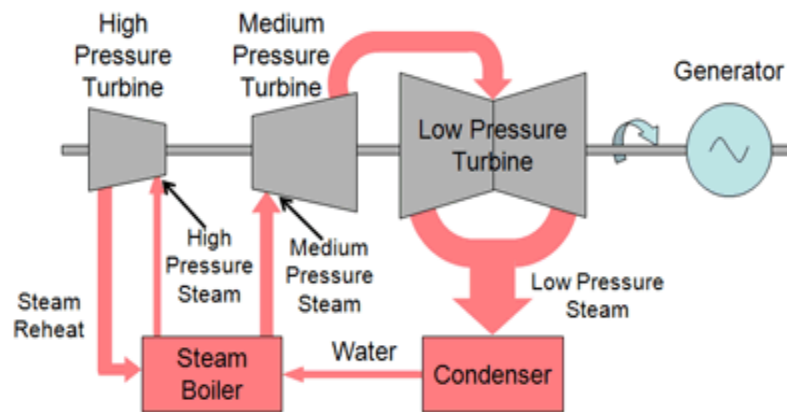 High
Pressure
Turbine
Medium
Pressure
Turbine
Generator
Low Pressure
Turbine
High
Pressure
Steam
Medium
Pressure
Steam
Low Pressure
Steam
Steam
Reheat
Steam
Boiler
Water
Condenser